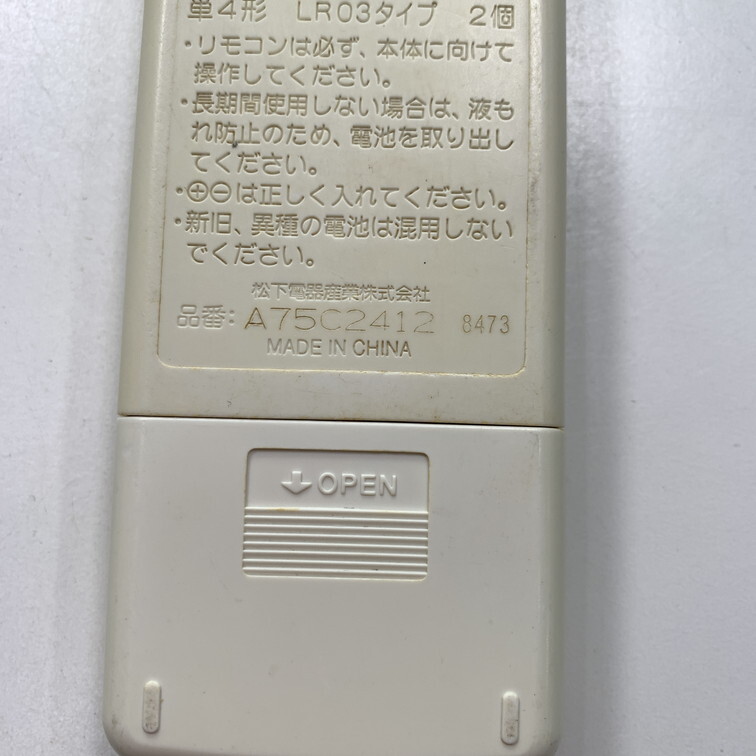 単4形 LR03タイプ 2個
・リモコンは必ず、本体に向けて
操作してください。
・長期間使用しない場合は、液も
れ防止のため、電池を取り出し
てください。
・⊕⊖は正しく入れてください。
・新旧、異種の電池は混用しない
でください。
松下電器産業株式会社
品番: A75C2412 8473
MADE IN CHINA
OPEN